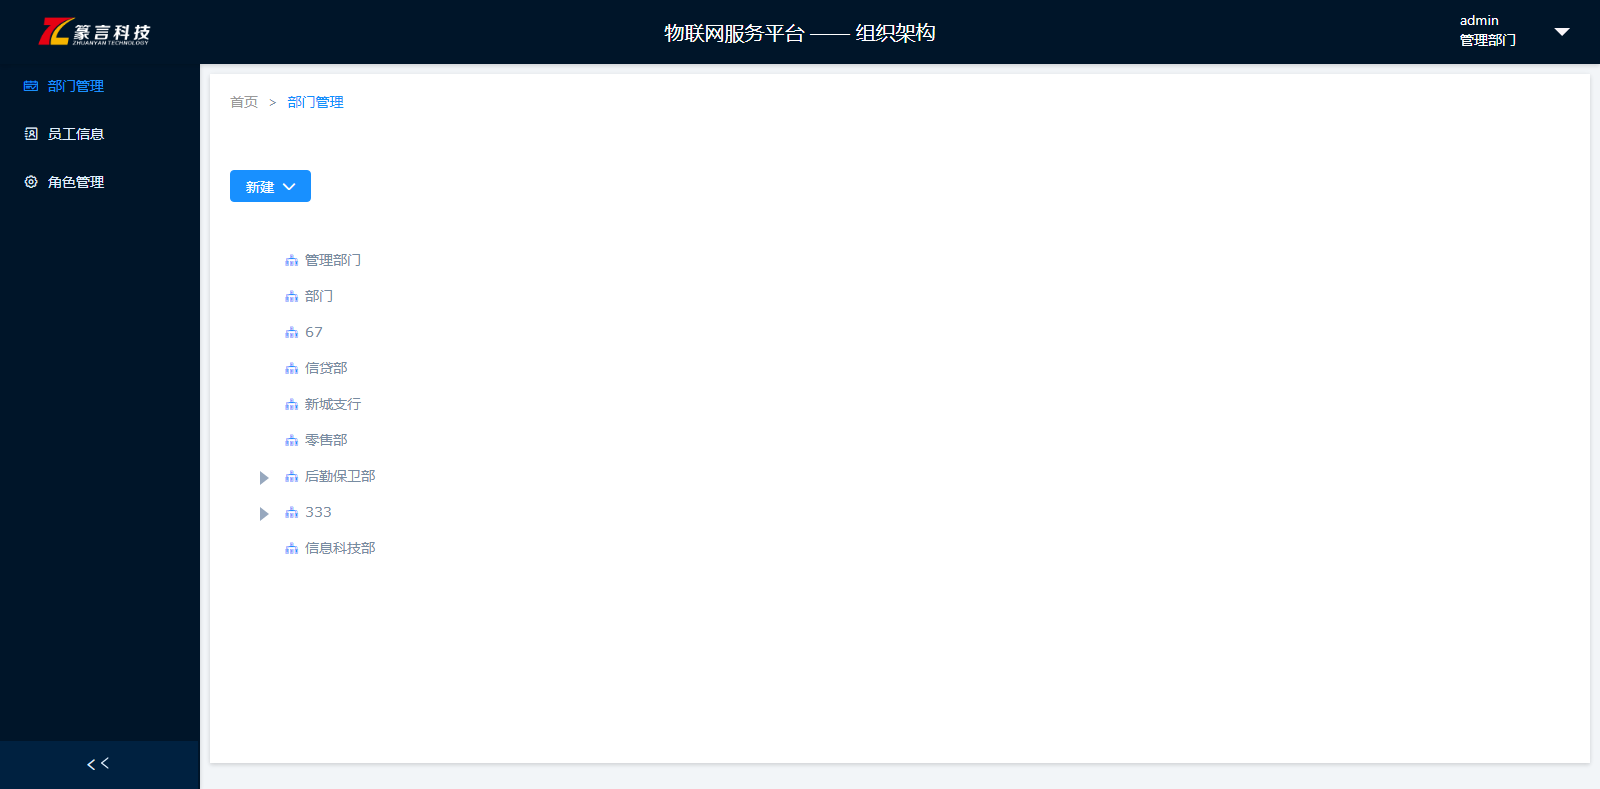 篆言科技
ZHUANYAN TECHNOLOGY
物联网服务平台 —— 组织架构
admin
管理部门
部门管理
员工信息
角色管理
首页 > 部门管理
新建
管理部门
部门
67
信贷部
新城支行
零售部
后勤保卫部
333
信息科技部